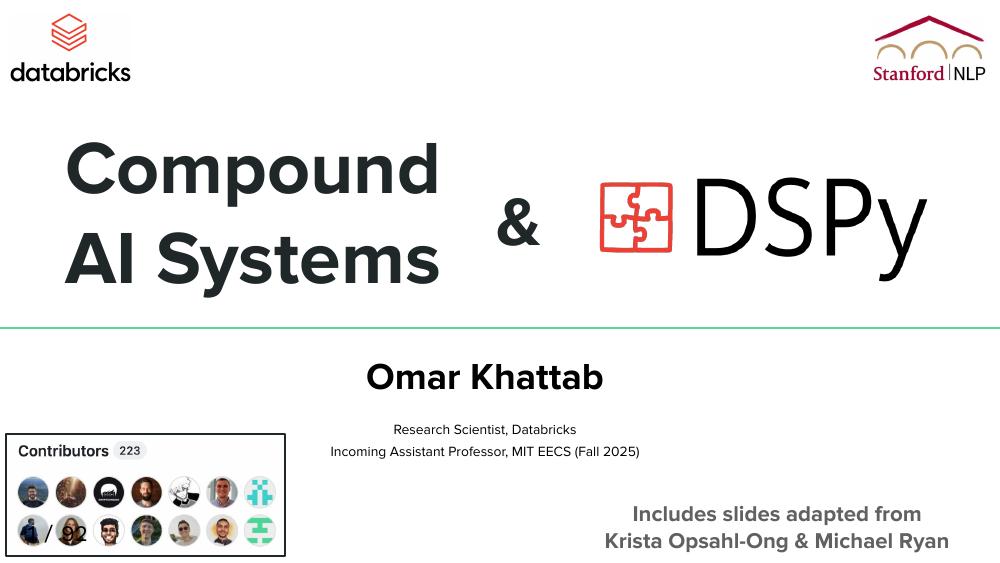 databricks
Stanford | NLP
Compound
AI Systems
&
DSPy
Omar Khattab
Research Scientist, Databricks
Incoming Assistant Professor, MIT EECS (Fall 2025)
Contributors 223
/ 92
Includes slides adapted from
Krista Opsahl-Ong & Michael Ryan